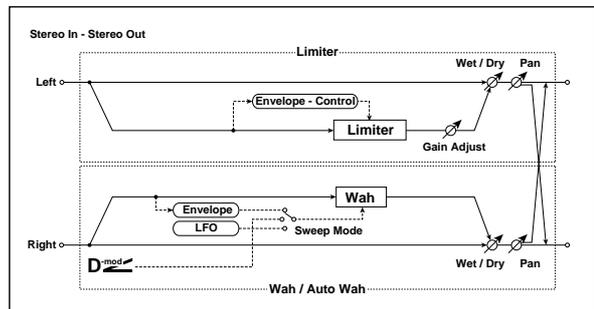 Stereo In - Stereo Out
Limiter
Wet / Dry
Pan
Left
Envelope - Control
Limiter
Gain Adjust
Wah
Envelope
LFO
Sweep Mode
Right
D-mod
Wet / Dry
Pan
Wah / Auto Wah